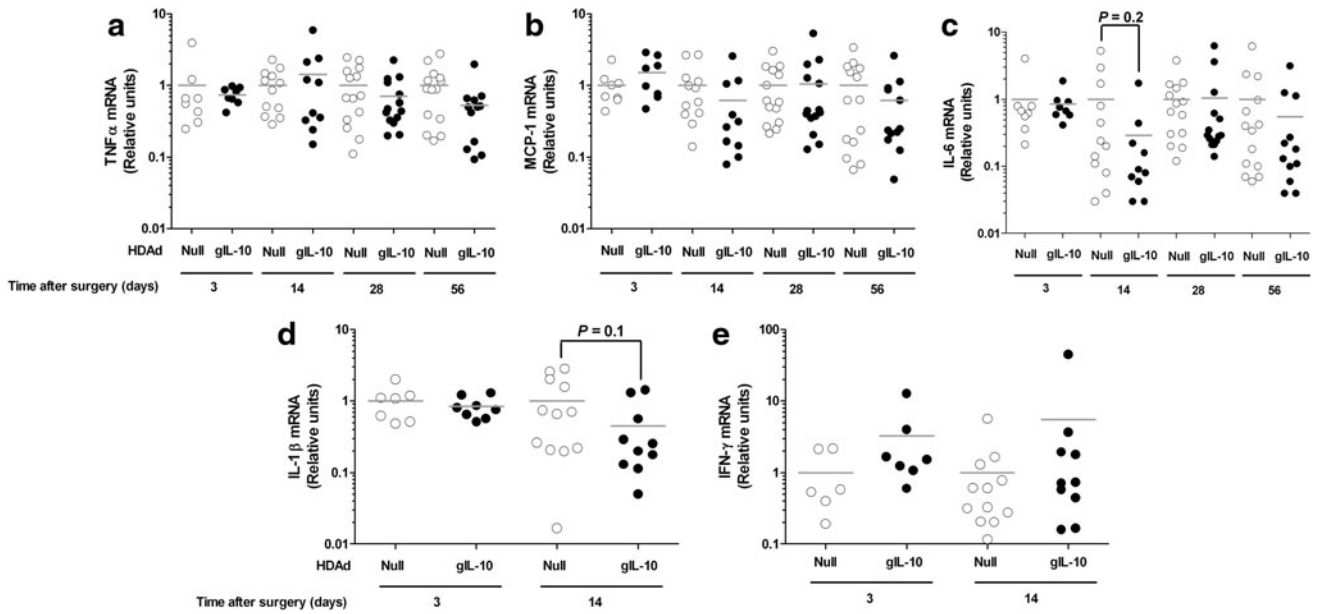 a
10
1
0.1
0.01
TNFα mRNA
(Relative units)
HDAd
Null gIL-10 Null gIL-10 Null gIL-10 Null gIL-10
Time after surgery (days)
3 14 28 56
b
10
1
0.1
0.01
MCP-1 mRNA
(Relative units)
Null gIL-10 Null gIL-10 Null gIL-10 Null gIL-10
3 14 28 56
c
P = 0.2
10
1
0.1
0.01
IL-6 mRNA
(Relative units)
Null gIL-10 Null gIL-10 Null gIL-10 Null gIL-10
3 14 28 56
d
P = 0.1
10
1
0.1
0.01
IL-1β mRNA
(Relative units)
HDAd
Null gIL-10 Null gIL-10
Time after surgery (days)
3 14
e
100
10
1
0.1
IFN-γ mRNA
(Relative units)
Null gIL-10 Null gIL-10
3 14